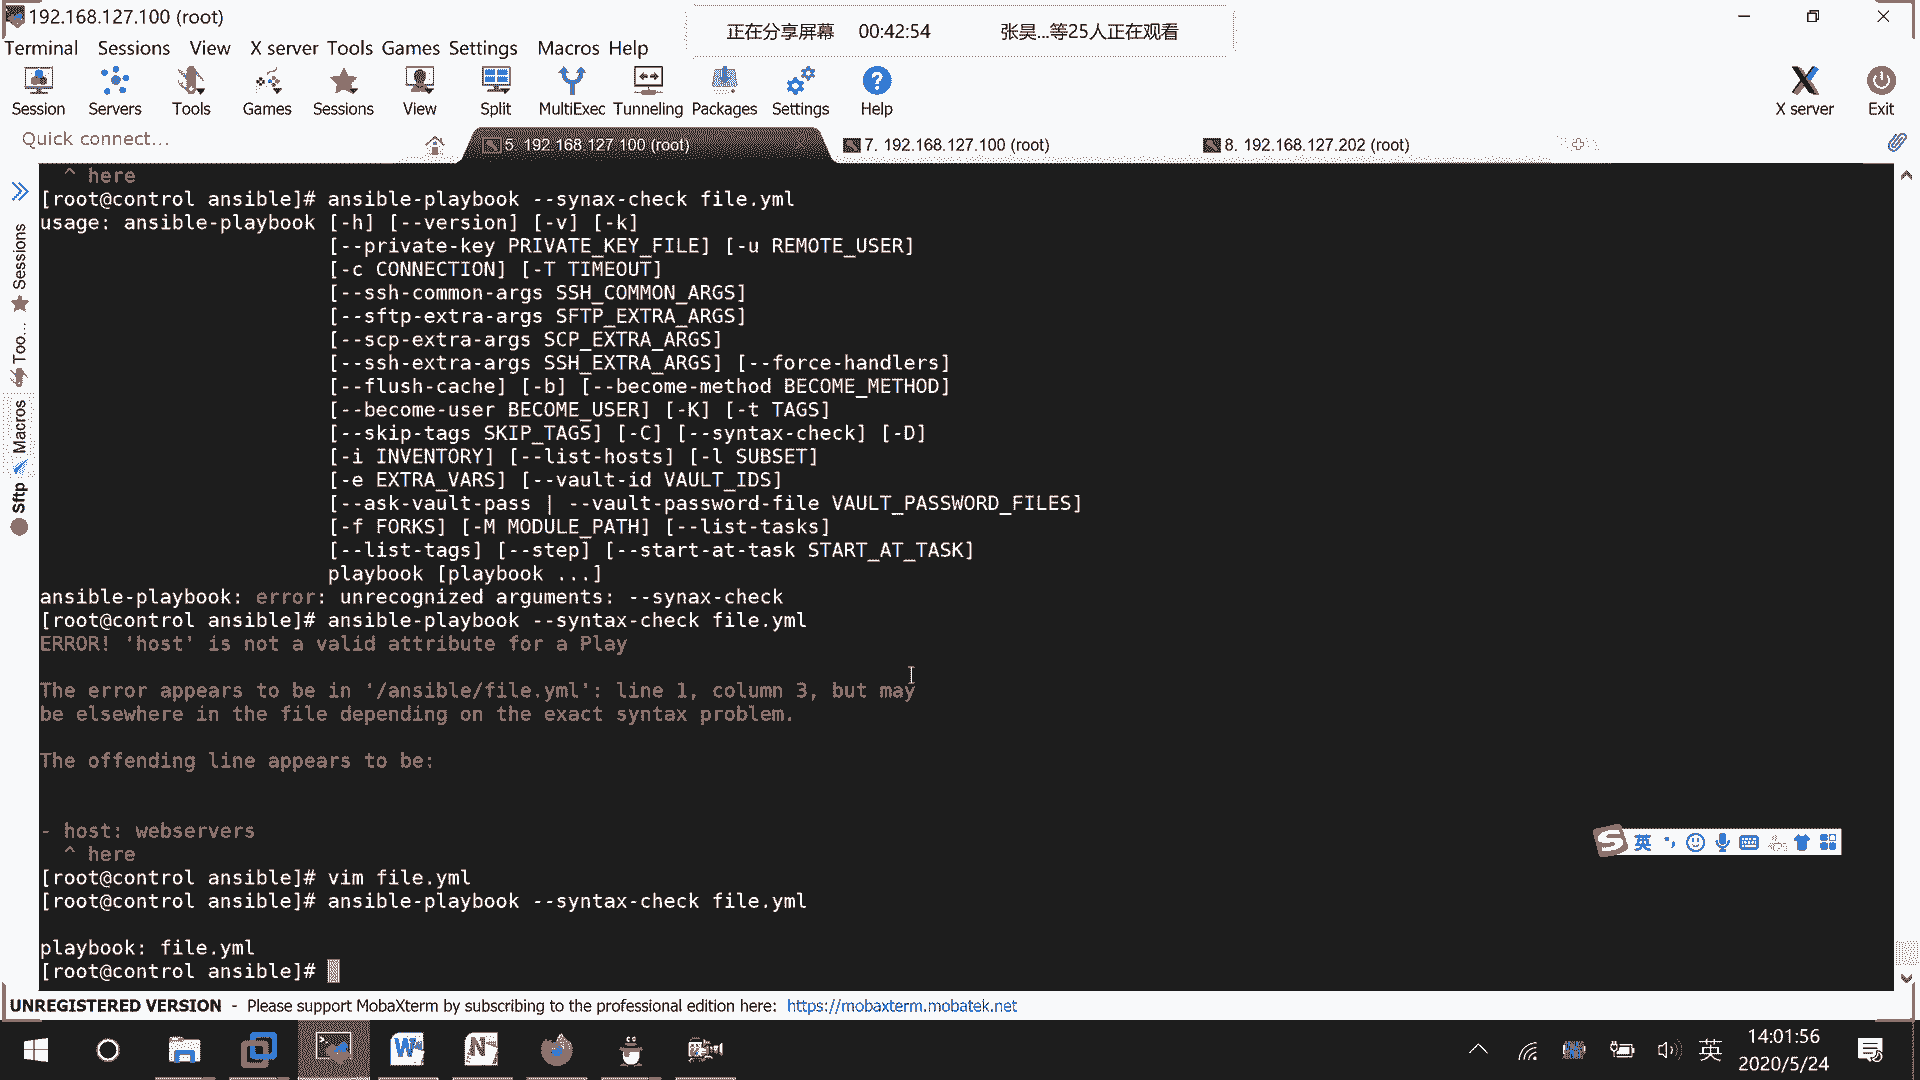 192.168.127.100 (root)
正在分享屏幕 00:42:54 张昊...等25人正在观看
Terminal Sessions View X server Tools Games Settings Macros Help
Session Servers Tools Games Sessions View Split MultiExec Tunneling Packages Settings Help X server Exit
Quick connect...
5. 192.168.127.100 (root)
7. 192.168.127.100 (root)
8. 192.168.127.202 (root)
Sessions
Too...
Macros
Sftp
^ here
[root@control ansible]# ansible-playbook --synax-check file.yml
usage: ansible-playbook [-h] [--version] [-v] [-k]
[--private-key PRIVATE_KEY_FILE] [-u REMOTE_USER]
[-c CONNECTION] [-T TIMEOUT]
[--ssh-common-args SSH_COMMON_ARGS]
[--sftp-extra-args SFTP_EXTRA_ARGS]
[--scp-extra-args SCP_EXTRA_ARGS]
[--ssh-extra-args SSH_EXTRA_ARGS] [--force-handlers]
[--flush-cache] [-b] [--become-method BECOME_METHOD]
[--become-user BECOME_USER] [-K] [-t TAGS]
[--skip-tags SKIP_TAGS] [-C] [--syntax-check] [-D]
[-i INVENTORY] [--list-hosts] [-l SUBSET]
[-e EXTRA_VARS] [--vault-id VAULT_IDS]
[--ask-vault-pass | --vault-password-file VAULT_PASSWORD_FILES]
[-f FORKS] [-M MODULE_PATH] [--list-tasks]
[--list-tags] [--step] [--start-at-task START_AT_TASK]
playbook [playbook ...]
ansible-playbook: error: unrecognized arguments: --synax-check
[root@control ansible]# ansible-playbook --syntax-check file.yml
ERROR! 'host' is not a valid attribute for a Play
The error appears to be in '/ansible/file.yml': line 1, column 3, but may
be elsewhere in the file depending on the exact syntax problem.
The offending line appears to be:
- host: webservers
^ here
[root@control ansible]# vim file.yml
[root@control ansible]# ansible-playbook --syntax-check file.yml
playbook: file.yml
[root@control ansible]#
英
UNREGISTERED VERSION - Please support MobaXterm by subscribing to the professional edition here: https://mobaxterm.mobatek.net
英
14:01:56
2020/5/24